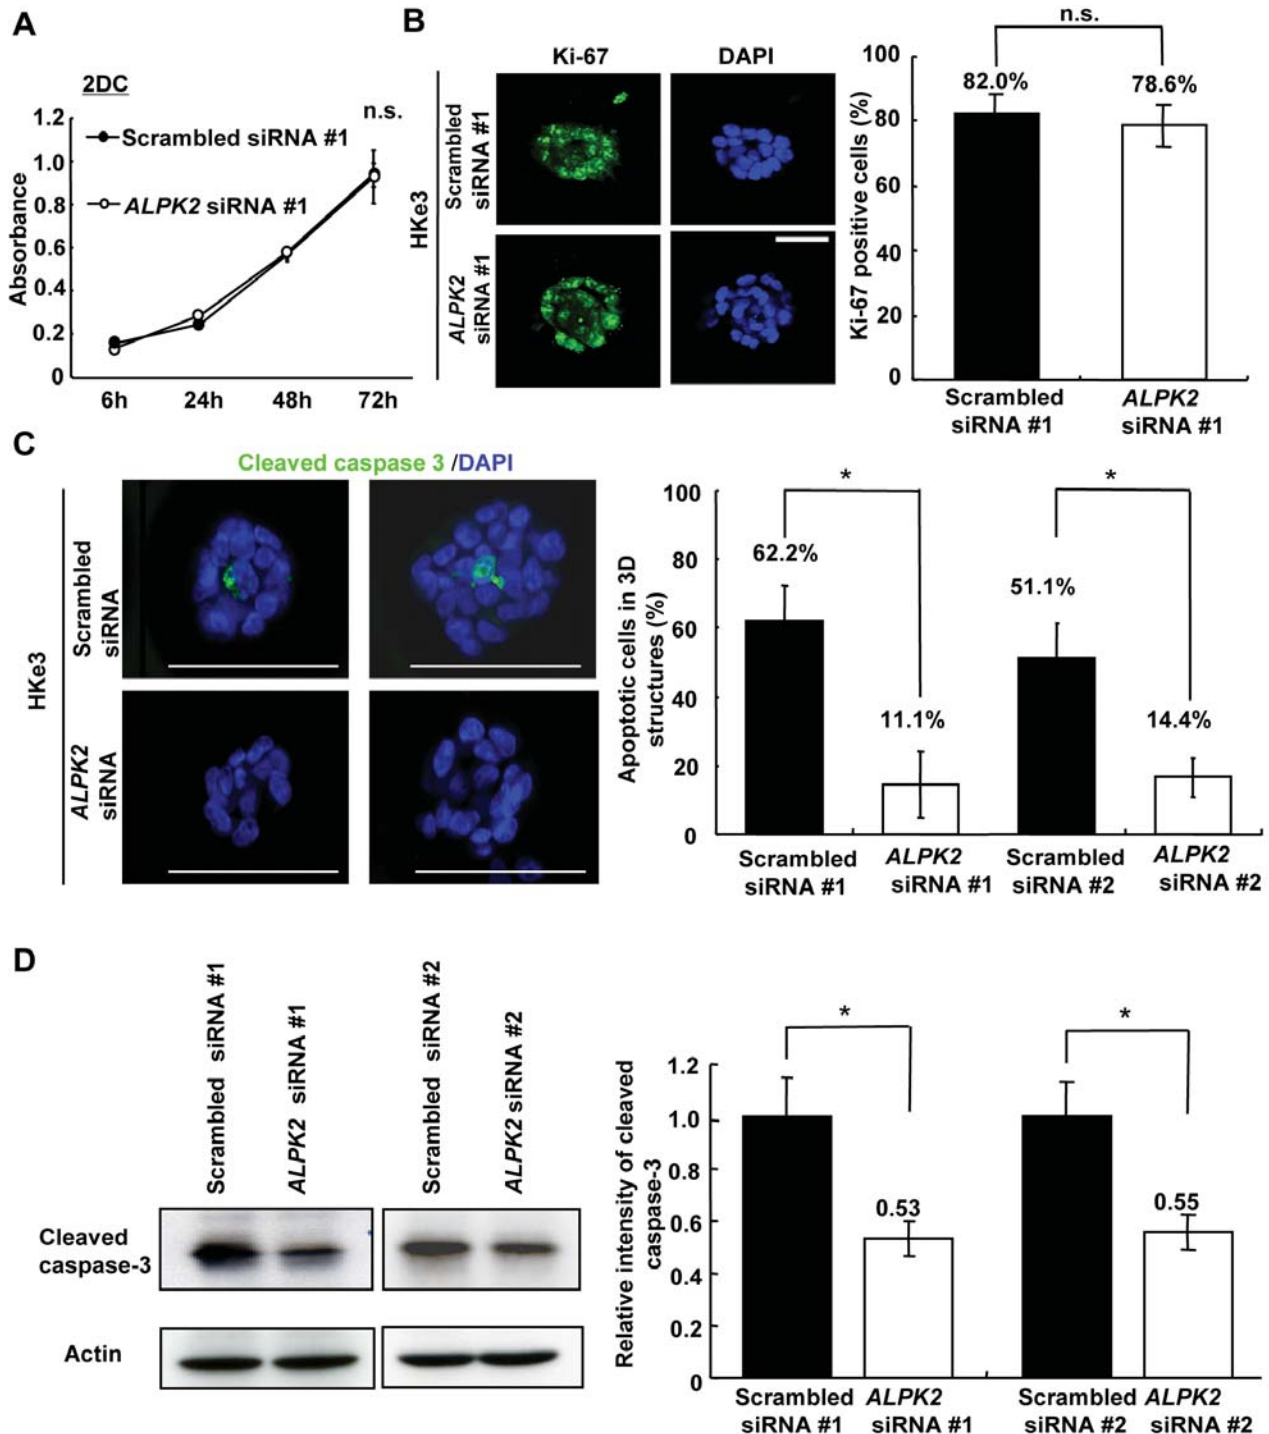 A
2DC
n.s.
1.2
1.0
0.8
0.6
0.4
0.2
0
Absorbance
Scrambled siRNA #1
ALPK2 siRNA #1
6h
24h
48h
72h
B
Ki-67
DAPI
HKe3
Scrambled
siRNA #1
ALPK2
siRNA #1
n.s.
100
80
60
40
20
0
Ki-67 positive cells (%)
82.0%
78.6%
Scrambled
siRNA #1
ALPK2
siRNA #1
C
Cleaved caspase 3 /DAPI
HKe3
Scrambled
siRNA
ALPK2
siRNA
100
80
60
40
20
0
Apoptotic cells in 3D
structures (%)
*
*
62.2%
11.1%
51.1%
14.4%
Scrambled
siRNA #1
ALPK2
siRNA #1
Scrambled
siRNA #2
ALPK2
siRNA #2
D
Scrambled siRNA #1
ALPK2 siRNA #1
Scrambled siRNA #2
ALPK2 siRNA #2
Cleaved
caspase-3
Actin
1.2
1.0
0.8
0.6
0.4
0.2
0
Relative intensity of cleaved
caspase-3
*
*
0.53
0.55
Scrambled
siRNA #1
ALPK2
siRNA #1
Scrambled
siRNA #2
ALPK2
siRNA #2